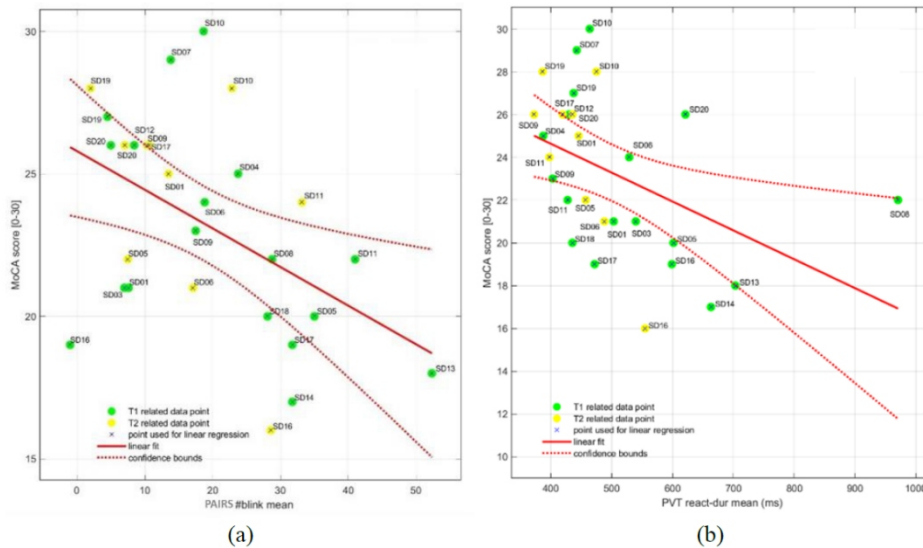 30
25
20
15
MoCA score [0-30]
SD10
SD07
SD19
SD10
SD19
SD12
SD20
SD09
SD20
SD17
SD01
SD04
SD06
SD11
SD09
SD05
SD08
SD11
SD03
SD01
SD06
SD18
SD05
SD16
SD17
SD13
SD14
SD16
T1 related data point
T2 related data point
point used for linear regression
linear fit
confidence bounds
0 10 20 30 40 50
PAIRS #blink mean
(a)
30
28
26
24
22
20
18
16
14
12
10
MoCA score [0-30]
SD10
SD07
SD19
SD10
SD19
SD17
SD12
SD20
SD20
SD09
SD04
SD01
SD11
SD06
SD09
SD11
SD05
SD08
SD06
SD01
SD03
SD18
SD05
SD17
SD16
SD13
SD14
SD16
T1 related data point
T2 related data point
point used for linear regression
linear fit
confidence bounds
400 500 600 700 800 900 1000
PVT react-dur mean (ms)
(b)